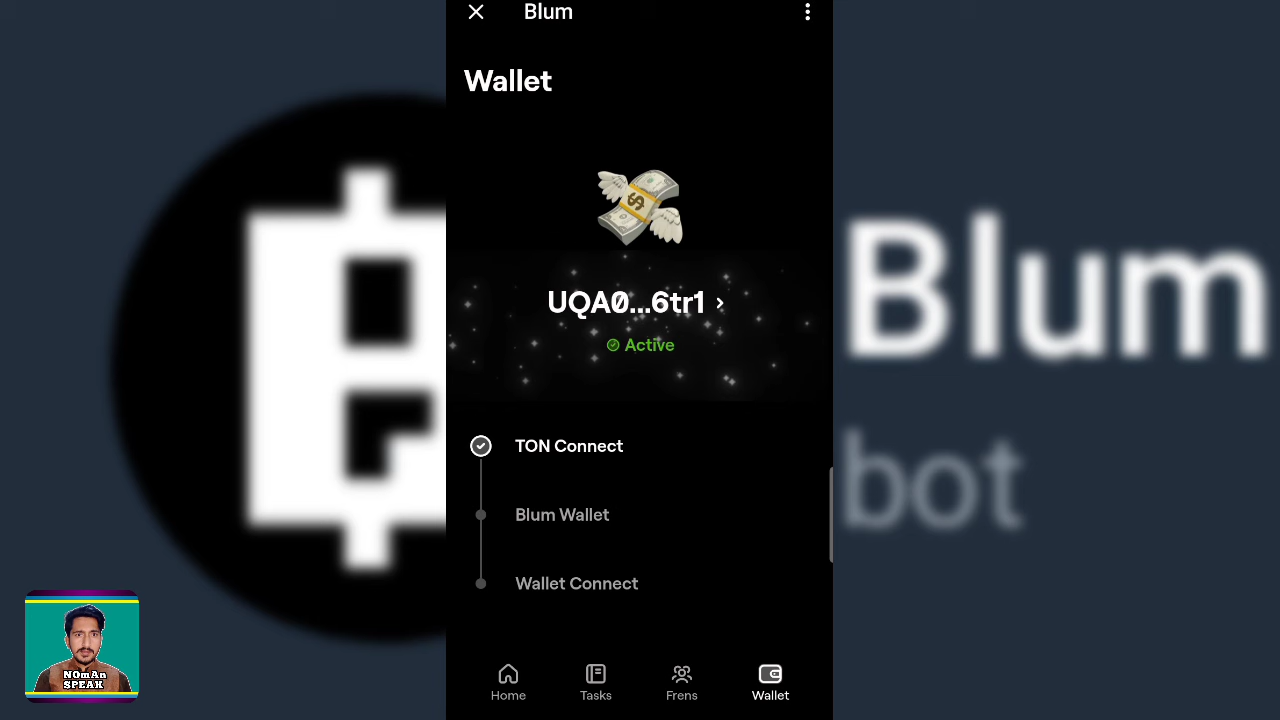 Blum
Wallet
UQA0...6tr1 ›
Active
TON Connect
Blum Wallet
Wallet Connect
Home
Tasks
Frens
Wallet
Blum
bot
NOmAn
SPEAK